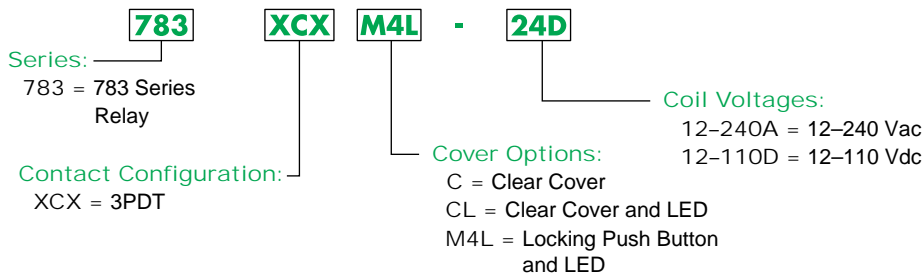 783 XCX M4L - 24D
Series:
783 = 783 Series
Relay
Contact Configuration:
XCX = 3PDT
Cover Options:
C = Clear Cover
CL = Clear Cover and LED
M4L = Locking Push Button
and LED
Coil Voltages:
12–240A = 12–240 Vac
12–110D = 12–110 Vdc